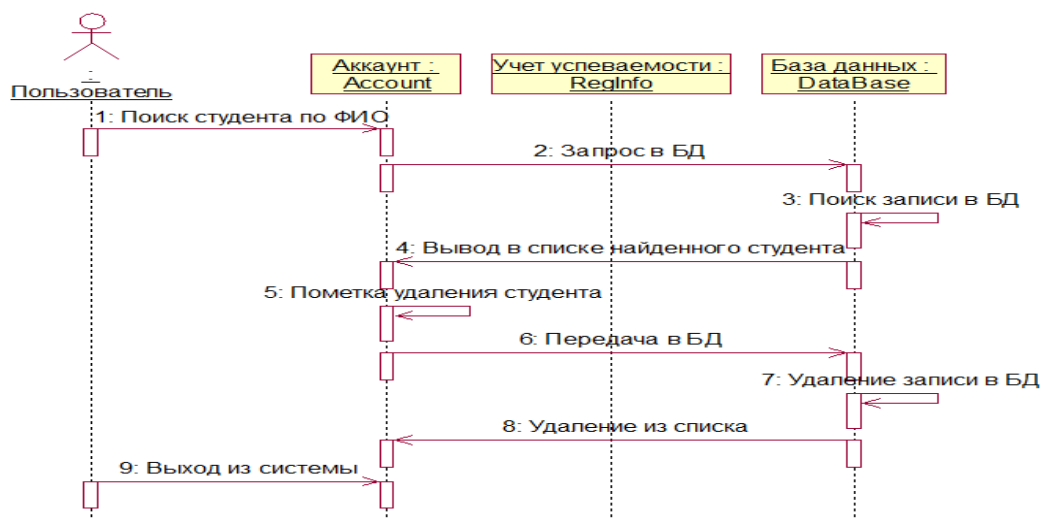 :
Пользователь
Аккаунт :
Account
Учет успеваемости :
RegInfo
База данных :
DataBase
1: Поиск студента по ФИО
2: Запрос в БД
3: Поиск записи в БД
4: Вывод в списке найденного студента
5: Пометка удаления студента
6: Передача в БД
7: Удаление записи в БД
8: Удаление из списка
9: Выход из системы